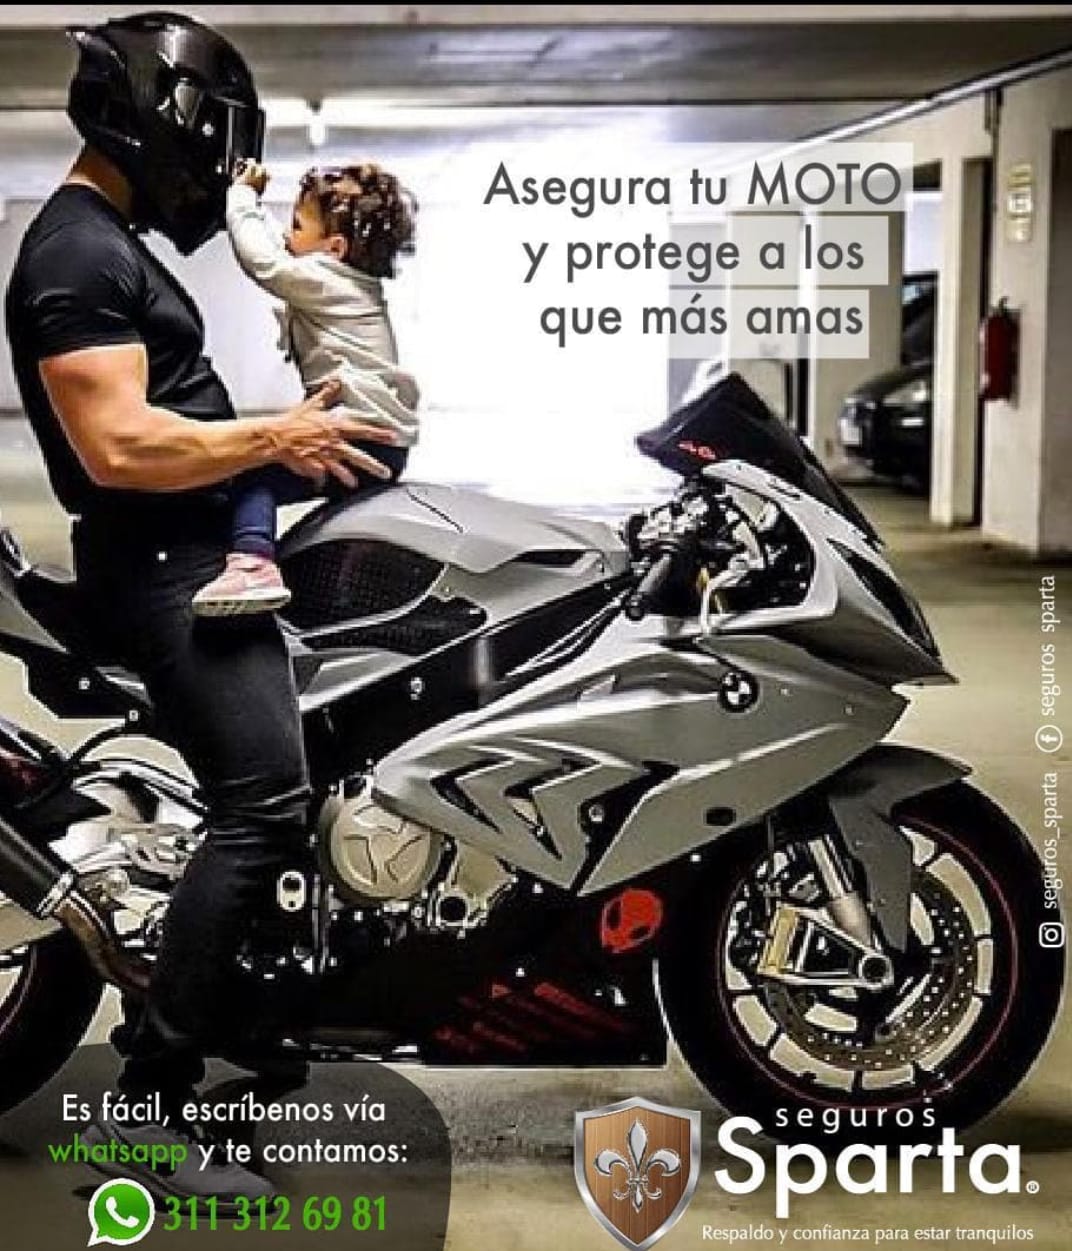 Asegura tu MOTO
y protege a los
que más amas
seguros_sparta seguros sparta
Es fácil, escríbenos vía
whatsapp y te contamos:
311 312 69 81
seguros
Sparta®
Respaldo y confianza para estar tranquilos